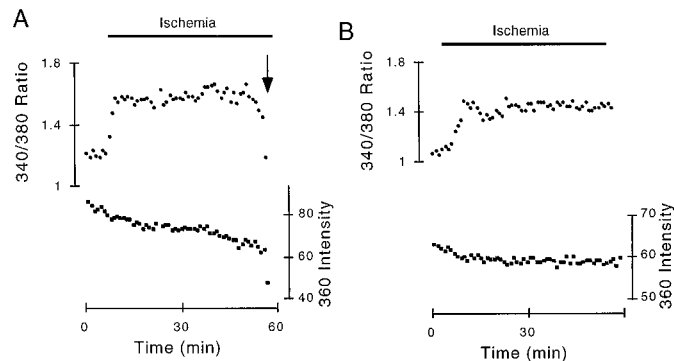 A
Ischemia
1.8
1.4
1
340/380 Ratio
80
60
40
360 Intensity
0
30
60
Time (min)
B
Ischemia
1.8
1.4
1
340/380 Ratio
70
60
50
360 Intensity
0
30
Time (min)